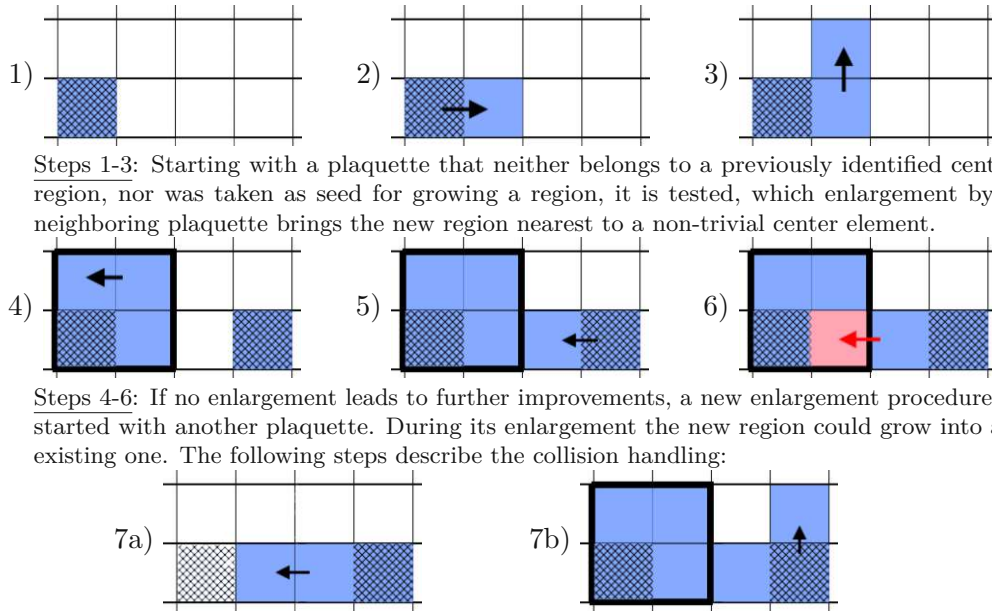 1) 2) 3)
Steps 1-3: Starting with a plaquette that neither belongs to a previously identified cent
region, nor was taken as seed for growing a region, it is tested, which enlargement by
neighboring plaquette brings the new region nearest to a non-trivial center element.
4) 5) 6)
Steps 4-6: If no enlargement leads to further improvements, a new enlargement procedure
started with another plaquette. During its enlargement the new region could grow into a
existing one. The following steps describe the collision handling:
7a) 7b)